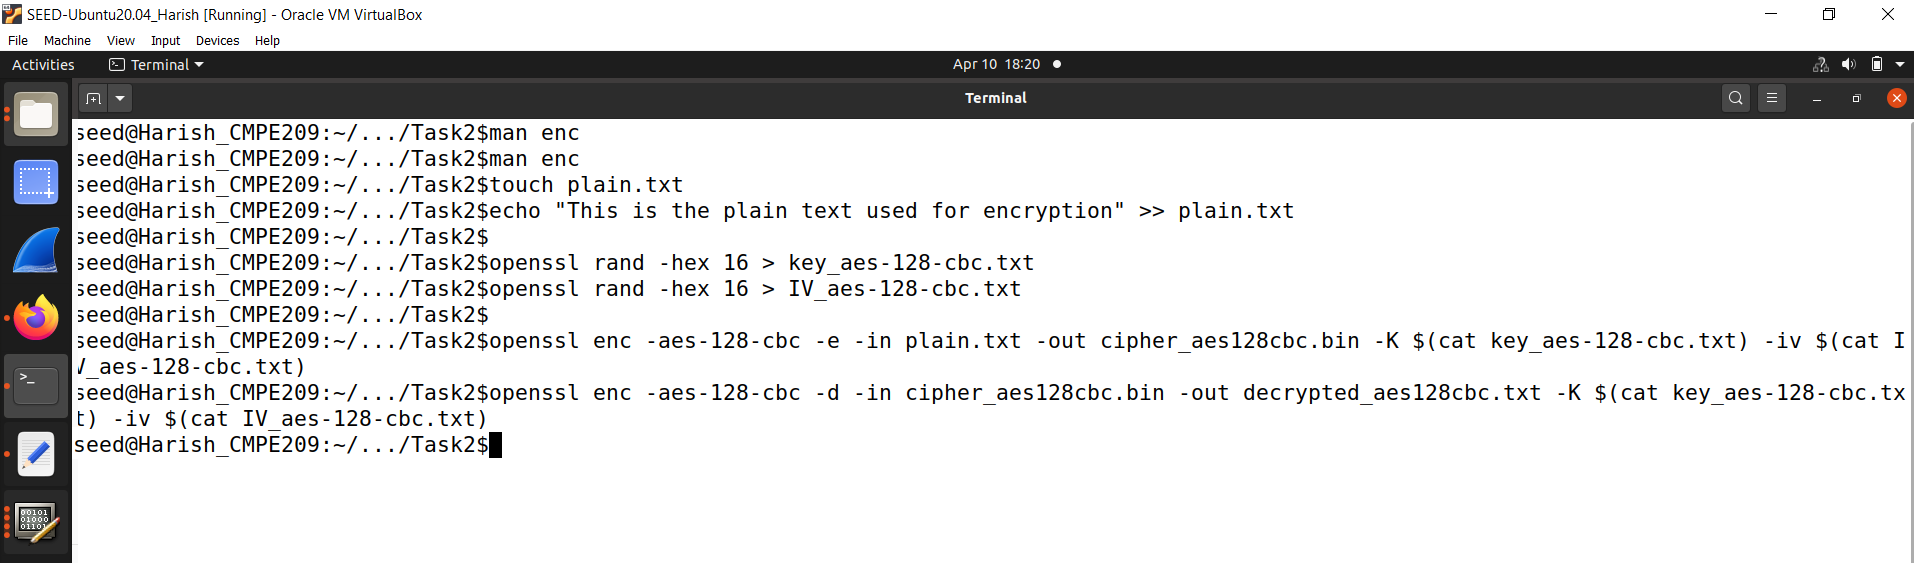 SEED-Ubuntu20.04_Harish [Running] - Oracle VM VirtualBox
File Machine View Input Devices Help
Activities Terminal Apr 10 18:20
Terminal
seed@Harish_CMPE209:~/.../Task2$man enc
seed@Harish_CMPE209:~/.../Task2$man enc
seed@Harish_CMPE209:~/.../Task2$touch plain.txt
seed@Harish_CMPE209:~/.../Task2$echo "This is the plain text used for encryption" >> plain.txt
seed@Harish_CMPE209:~/.../Task2$
seed@Harish_CMPE209:~/.../Task2$openssl rand -hex 16 > key_aes-128-cbc.txt
seed@Harish_CMPE209:~/.../Task2$openssl rand -hex 16 > IV_aes-128-cbc.txt
seed@Harish_CMPE209:~/.../Task2$
seed@Harish_CMPE209:~/.../Task2$openssl enc -aes-128-cbc -e -in plain.txt -out cipher_aes128cbc.bin -K $(cat key_aes-128-cbc.txt) -iv $(cat I
V_aes-128-cbc.txt)
seed@Harish_CMPE209:~/.../Task2$openssl enc -aes-128-cbc -d -in cipher_aes128cbc.bin -out decrypted_aes128cbc.txt -K $(cat key_aes-128-cbc.tx
t) -iv $(cat IV_aes-128-cbc.txt)
seed@Harish_CMPE209:~/.../Task2$